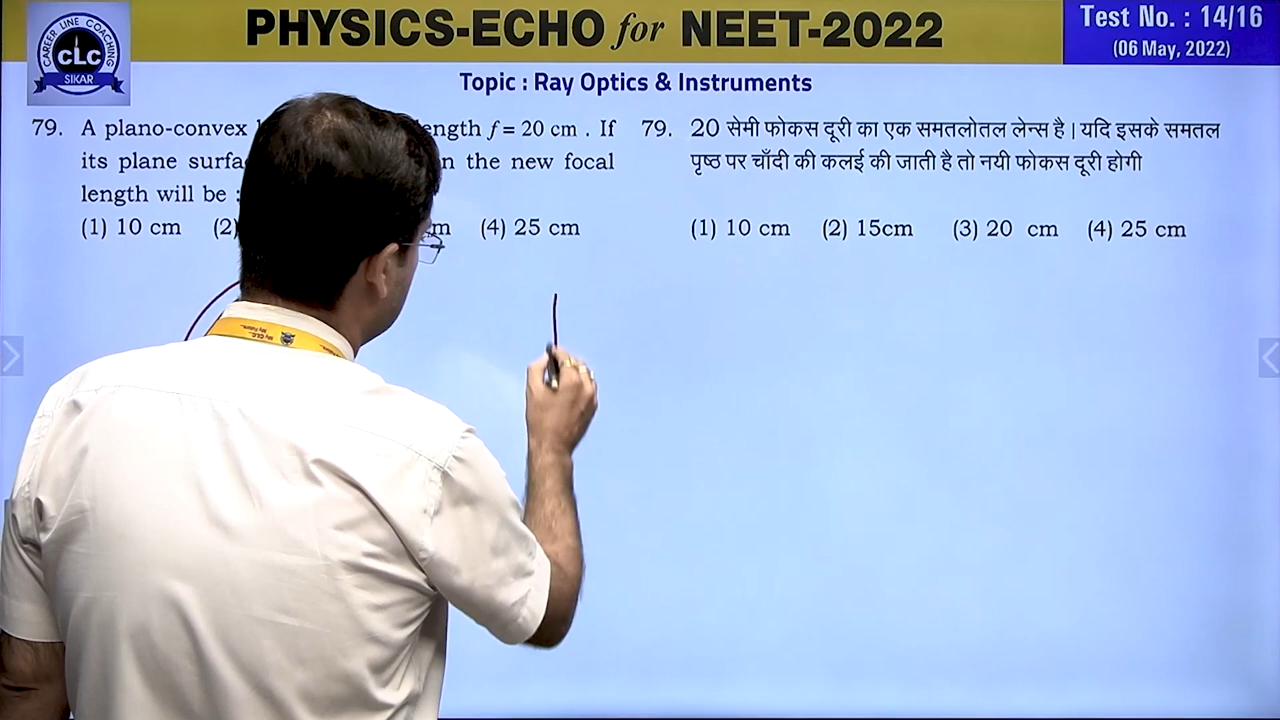 PHYSICS-ECHO for NEET-2022
Test No. : 14/16
(06 May, 2022)
CAREER LINE COACHING
CLC
SIKAR
Topic : Ray Optics & Instruments
79. A plano-convex length f = 20 cm . If
its plane the new focal
length will be :
(1) 10 cm (2) (4) 25 cm
79. 20 सेमी फोकस दूरी का एक समतलोतल लेन्स है। यदि इसके समतल
पृष्ठ पर चाँदी की कलई की जाती है तो नयी फोकस दूरी होगी
(1) 10 cm (2) 15cm (3) 20 cm (4) 25 cm